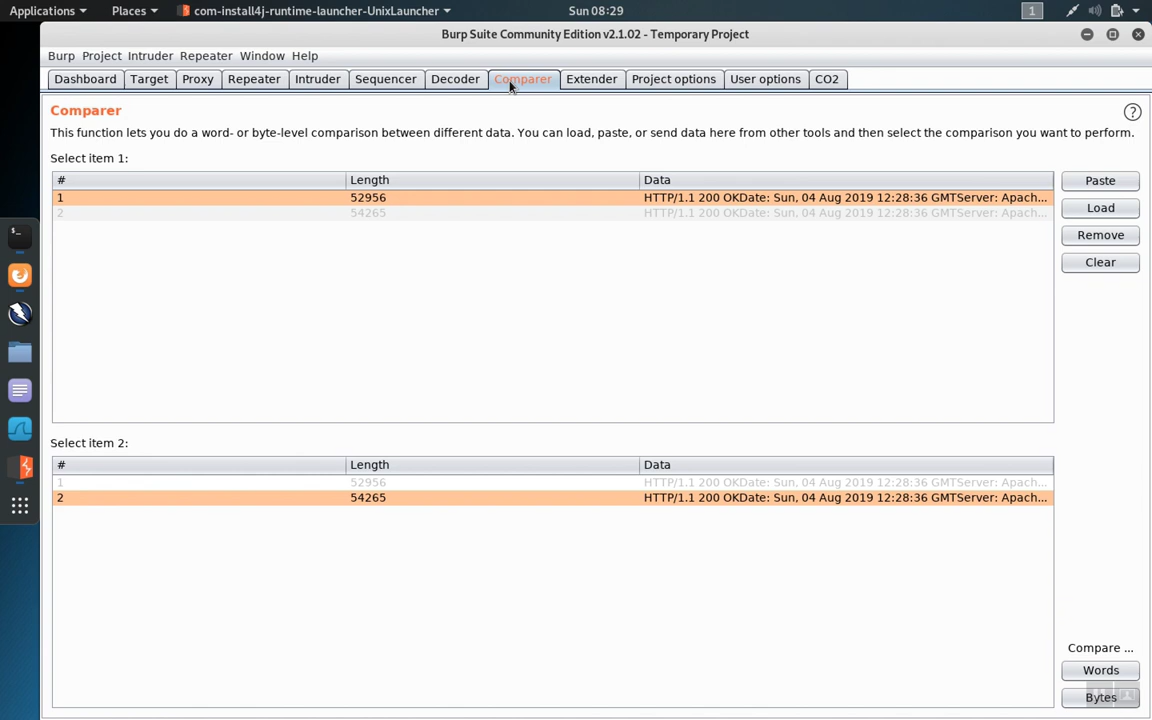 Applications Places com-install4j-runtime-launcher-UnixLauncher Sun 08:29 1
Burp Suite Community Edition v2.1.02 - Temporary Project
Burp Project Intruder Repeater Window Help
Dashboard Target Proxy Repeater Intruder Sequencer Decoder Comparer Extender Project options User options CO2
Comparer ?
This function lets you do a word- or byte-level comparison between different data. You can load, paste, or send data here from other tools and then select the comparison you want to perform.
Select item 1:
# Length Data Paste
1 52956 HTTP/1.1 200 OKDate: Sun, 04 Aug 2019 12:28:36 GMTServer: Apach...
2 54265 HTTP/1.1 200 OKDate: Sun, 04 Aug 2019 12:28:36 GMTServer: Apach...
Load
Remove
Clear
Select item 2:
# Length Data
1 52956 HTTP/1.1 200 OKDate: Sun, 04 Aug 2019 12:28:36 GMTServer: Apach...
2 54265 HTTP/1.1 200 OKDate: Sun, 04 Aug 2019 12:28:36 GMTServer: Apach...
Compare ...
Words
Bytes